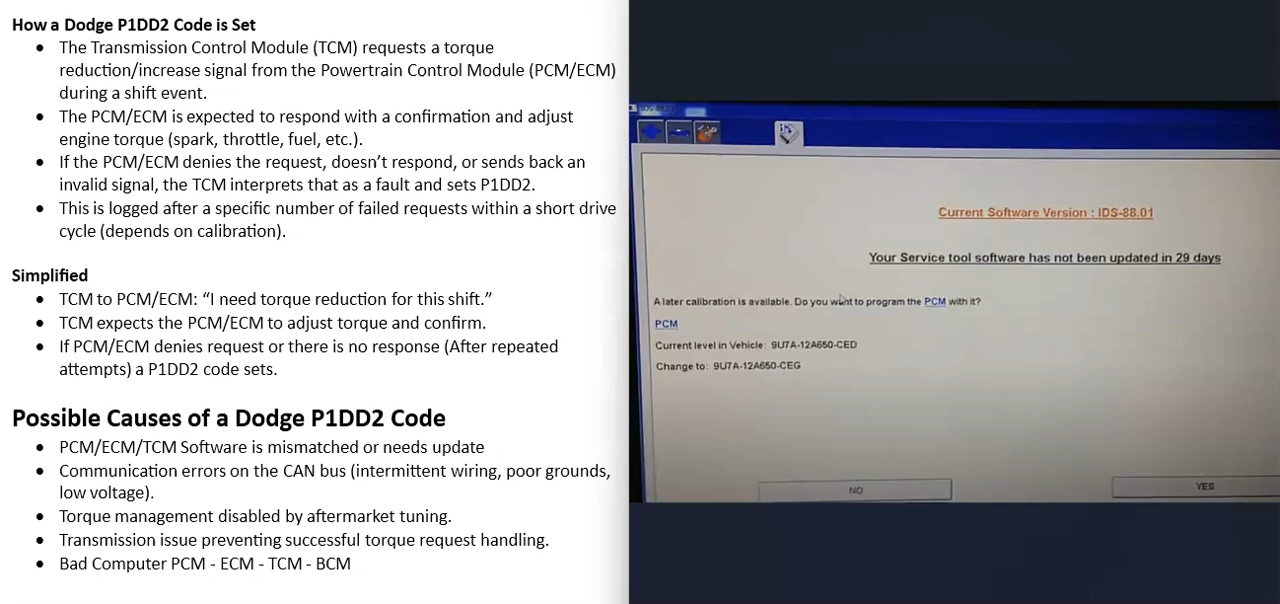 How a Dodge P1DD2 Code is Set
• The Transmission Control Module (TCM) requests a torque
reduction/increase signal from the Powertrain Control Module (PCM/ECM)
during a shift event.
• The PCM/ECM is expected to respond with a confirmation and adjust
engine torque (spark, throttle, fuel, etc.).
• If the PCM/ECM denies the request, doesn’t respond, or sends back an
invalid signal, the TCM interprets that as a fault and sets P1DD2.
• This is logged after a specific number of failed requests within a short drive
cycle (depends on calibration).
Simplified
• TCM to PCM/ECM: “I need torque reduction for this shift.”
• TCM expects the PCM/ECM to adjust torque and confirm.
• If PCM/ECM denies request or there is no response (After repeated
attempts) a P1DD2 code sets.
Possible Causes of a Dodge P1DD2 Code
• PCM/ECM/TCM Software is mismatched or needs update
• Communication errors on the CAN bus (intermittent wiring, poor grounds,
low voltage).
• Torque management disabled by aftermarket tuning.
• Transmission issue preventing successful torque request handling.
• Bad Computer PCM - ECM - TCM - BCM
Current Software Version : IDS-88.01
Your Service tool software has not been updated in 29 days
A later calibration is available. Do you want to program the PCM with it?
PCM
Current level in Vehicle: 9U7A-12A650-CED
Change to: 9U7A-12A650-CEG
NO
YES